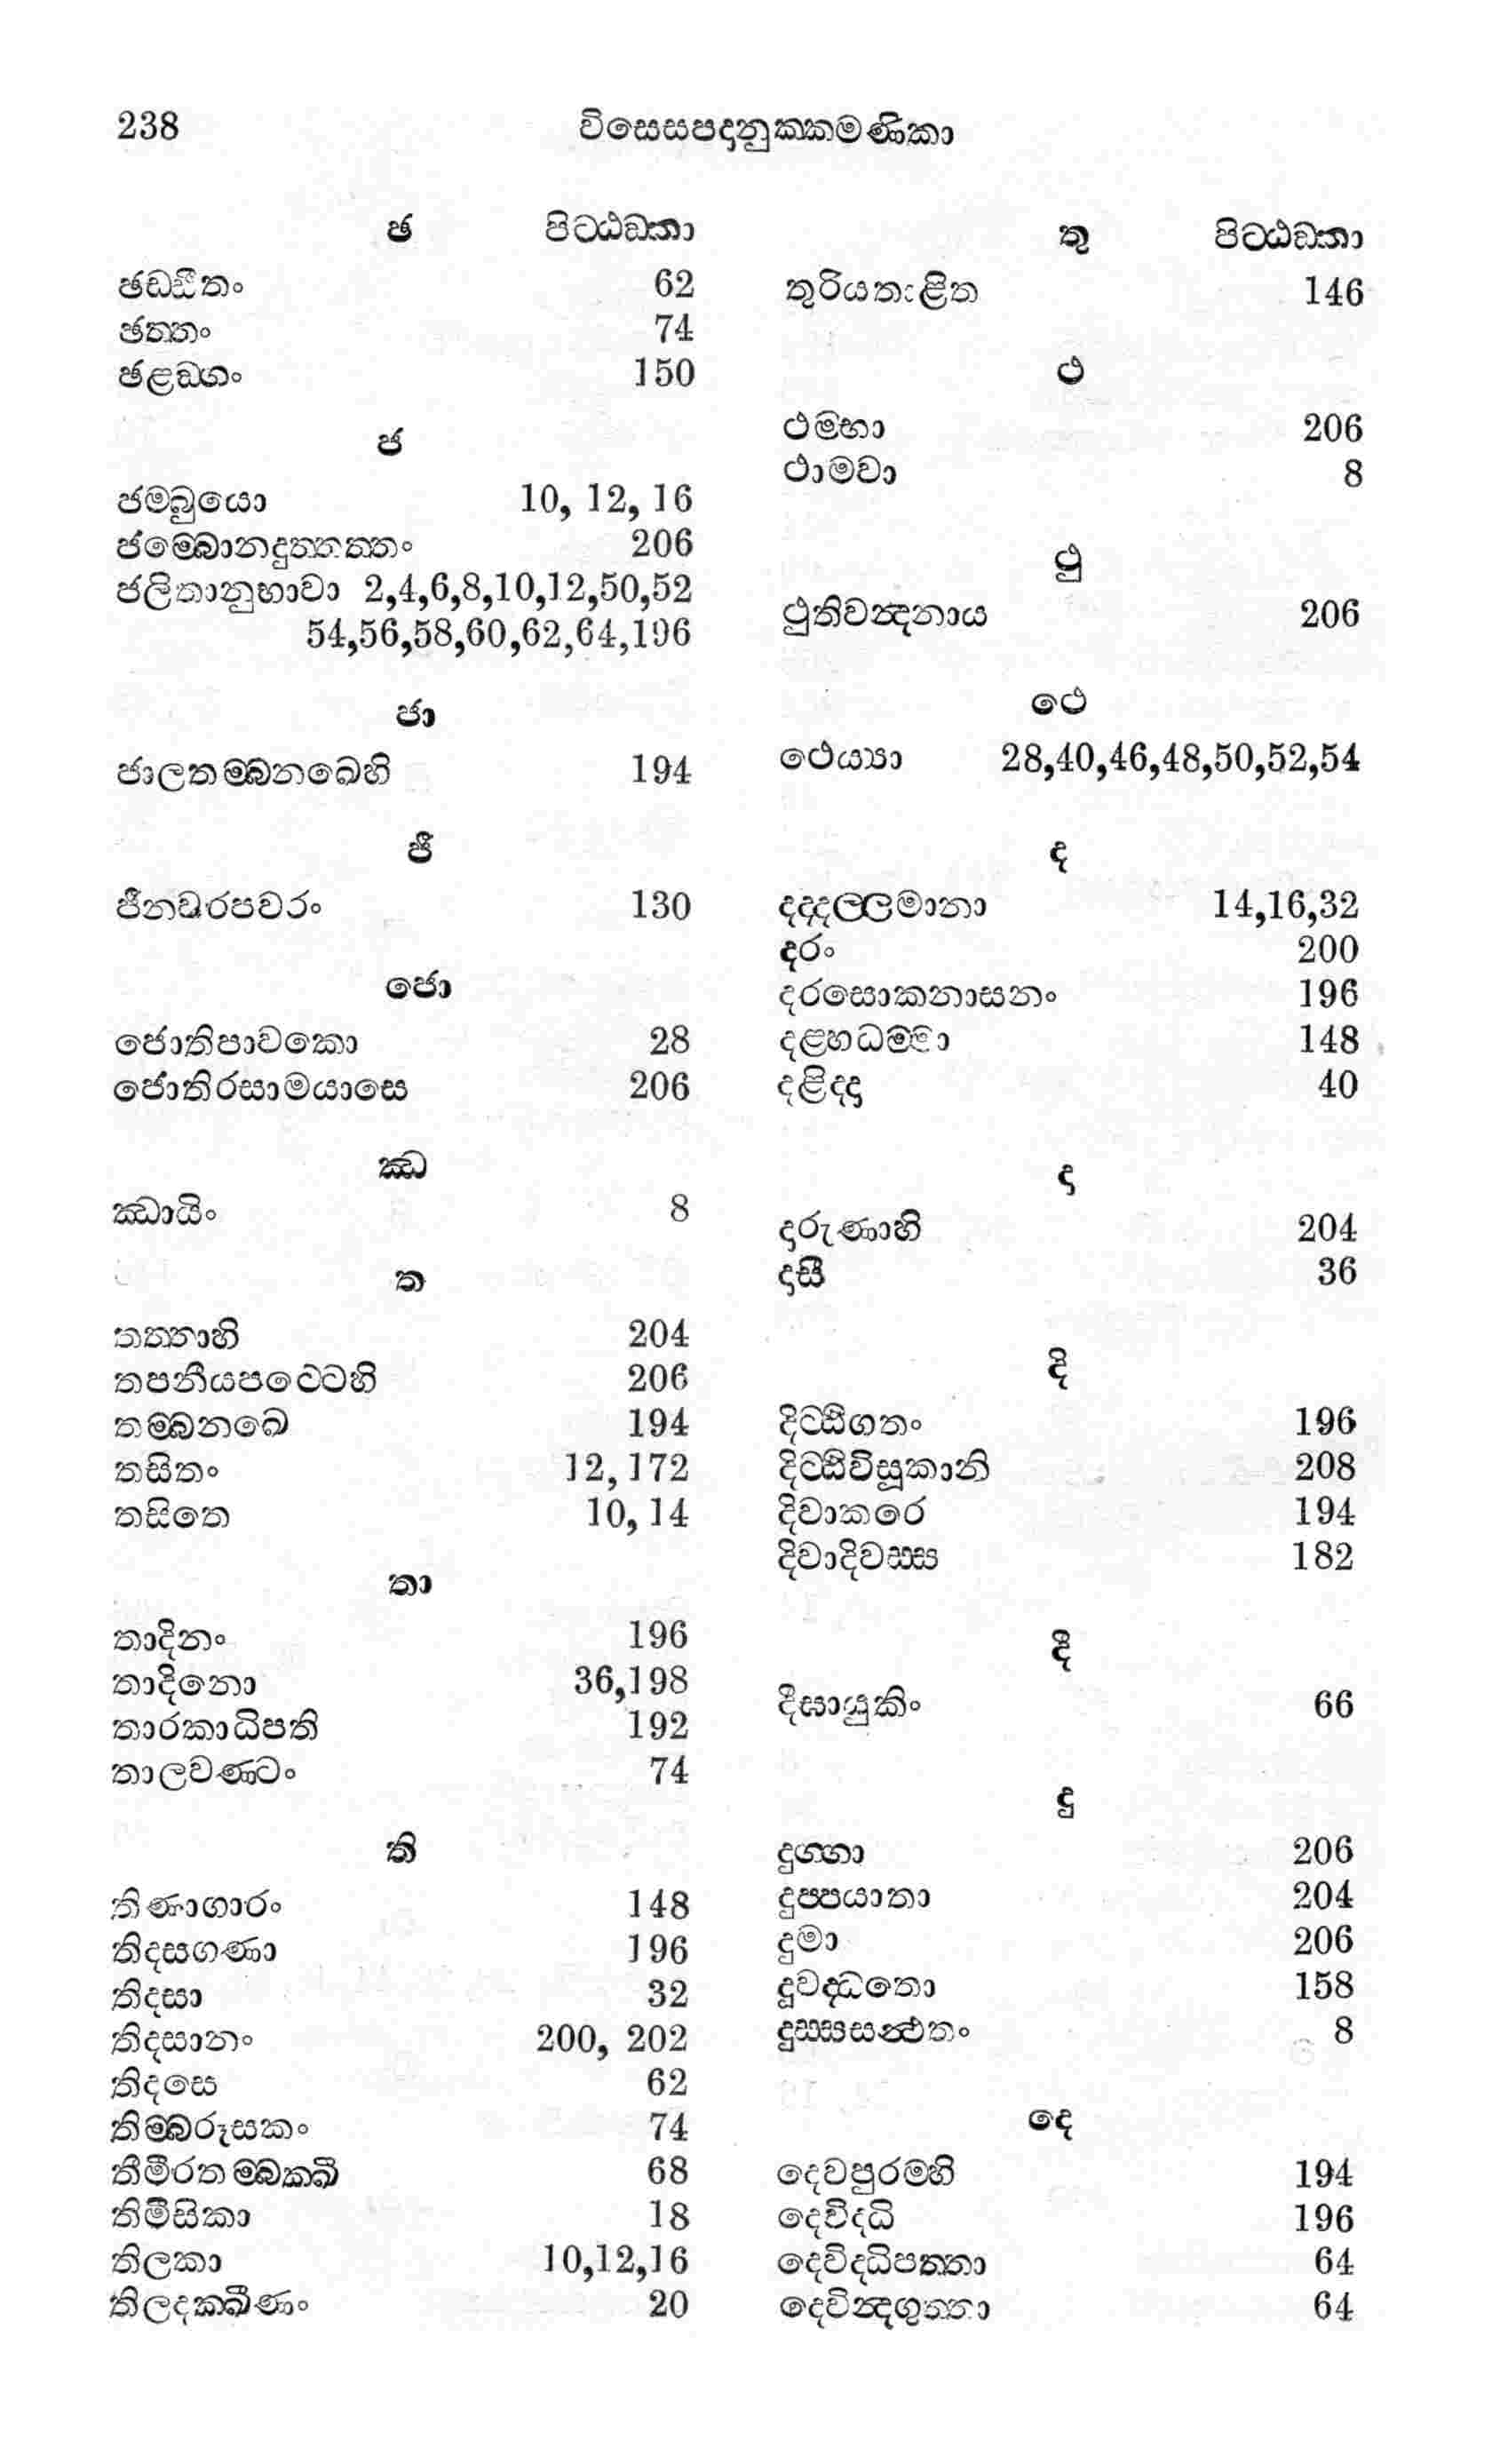 238 විසෙසපදානුක්කමණිකා
ඡ පිට්ඨඞ්කා
ඡඩ්ඩීතං 62
ඡත්තං 74
ඡළඞ්ගං 150
ජ
ජම්බුයො 10, 12, 16
ජම්බොනදුත්තත්තං 206
ජලිතානුභාවා 2,4,6,8,10,12,50,52
54,56,58,60,62,64,196
ජා
ජාලතම්බනඛෙහි 194
ජී
ජීනවරපවරං 130
ජො
ජොතිපාවකො 28
ජොතිරසාමයාසෙ 206
ඣ
ඣායිං 8
ත
තත්තාහි 204
තපනීයපට්ටෙහි 206
තම්බනඛෙ 194
තසිතං 12,172
තසිතෙ 10,14
තා
තාදිනං 196
තාදිනො 36,198
තාරකාධිපති 192
තාලවණ්ටං 74
ති
තිණාගාරං 148
තිදසගණා 196
තිදසා 32
තිදසානං 200, 202
තිදසෙ 62
තිම්බරූසකං 74
තීමීරතම්බක්ඛී 68
තිමීසිකා 18
තිලකා 10,12,16
තිලදක්ඛීණං 20
තු පිට්ඨඞ්කා
තුරියතාළිත 146
ථ
ථම්භා 206
ථාමවා 8
ථු
ථුතිවන්දනාය 206
ථෙ
ථෙය්‍යා 28,40,46,48,50,52,54
ද
දද්දල්ලමානා 14,16,32
දරං 200
දරසොකනාසනං 196
දළහධම්මා 148
දළිද්දා 40
දා
දාරුණාහි 204
දාසී 36
දි
දිට්ඨිගතං 196
දිට්ඨිවිසූකානි 208
දිවාකරෙ 194
දිවාදිවස්ස 182
දී
දීඝායුකිං 66
දු
දුග්ගා 206
දුප්පයාතා 204
දුමා 206
දූවද්ධතො 158
දුස්සසන්ථතං 8
දෙ
දෙවපුරම්හි 194
දෙවිද්ධි 196
දෙවිද්ධිපත්තා 64
දෙවින්දගුත්තා 64